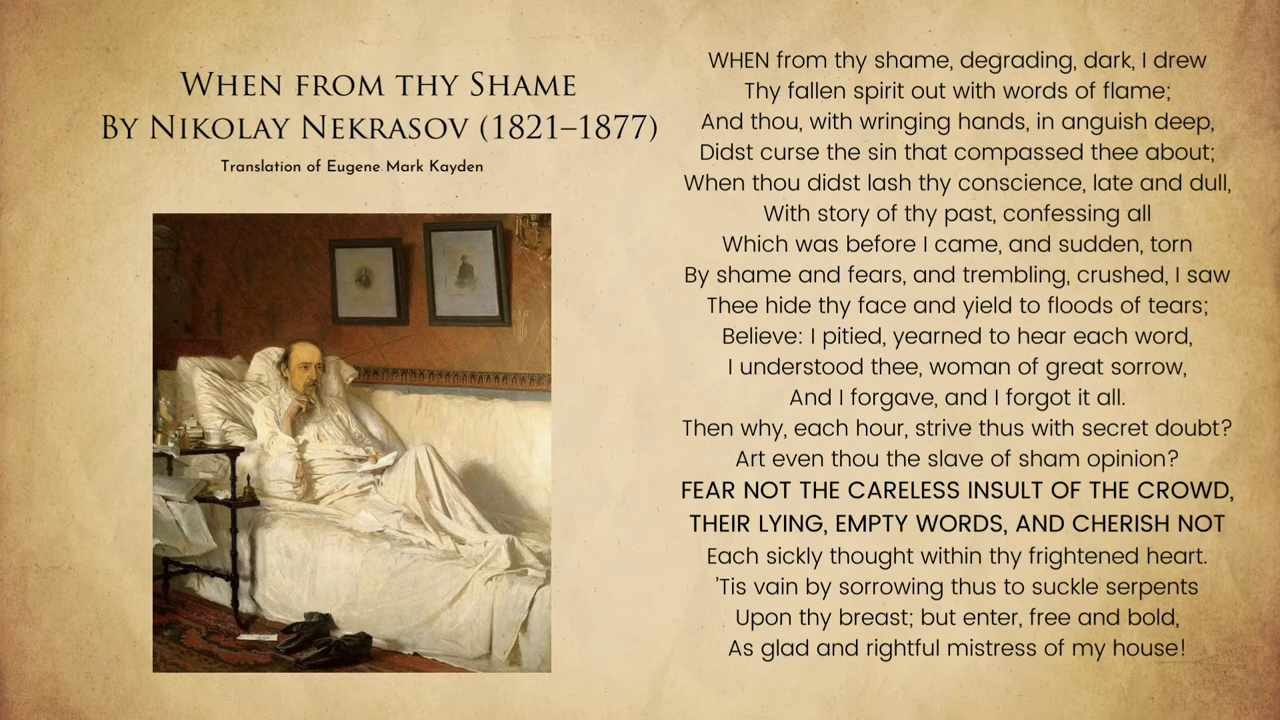 WHEN FROM THY SHAME
BY NIKOLAY NEKRASOV (1821–1877)
Translation of Eugene Mark Kayden
WHEN from thy shame, degrading, dark, I drew
Thy fallen spirit out with words of flame;
And thou, with wringing hands, in anguish deep,
Didst curse the sin that compassed thee about;
When thou didst lash thy conscience, late and dull,
With story of thy past, confessing all
Which was before I came, and sudden, torn
By shame and fears, and trembling, crushed, I saw
Thee hide thy face and yield to floods of tears;
Believe: I pitied, yearned to hear each word,
I understood thee, woman of great sorrow,
And I forgave, and I forgot it all.
Then why, each hour, strive thus with secret doubt?
Art even thou the slave of sham opinion?
FEAR NOT THE CARELESS INSULT OF THE CROWD,
THEIR LYING, EMPTY WORDS, AND CHERISH NOT
Each sickly thought within thy frightened heart.
’Tis vain by sorrowing thus to suckle serpents
Upon thy breast; but enter, free and bold,
As glad and rightful mistress of my house!